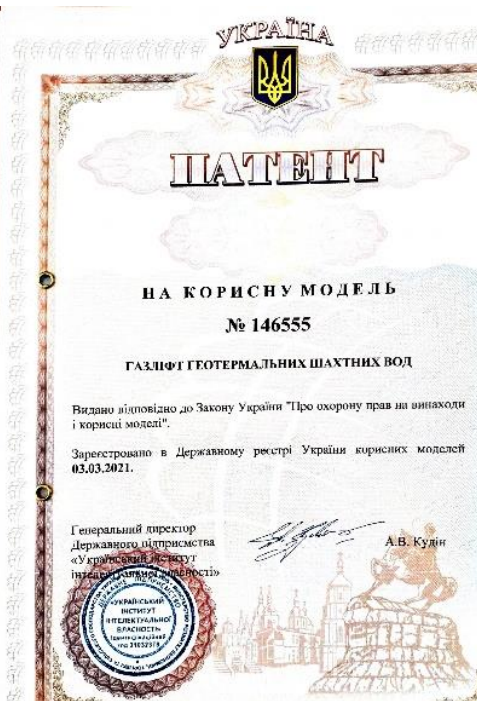 УКРАЇНА
ПАТЕНТ
НА КОРИСНУ МОДЕЛЬ
№ 146555
ГАЗЛІФТ ГЕОТЕРМАЛЬНИХ ШАХТНИХ ВОД
Видано відповідно до Закону України "Про охорону прав на винаходи
і корисні моделі".
Зареєстровано в Державному реєстрі України корисних моделей
03.03.2021.
Генеральний директор
Державного підприємства
«Український інститут
інтелектуальної власності»
А.В. Кудін
«УКРАЇНСЬКИЙ
ІНСТИТУТ
ІНТЕЛЕКТУАЛЬНОЇ
ВЛАСНОСТІ»